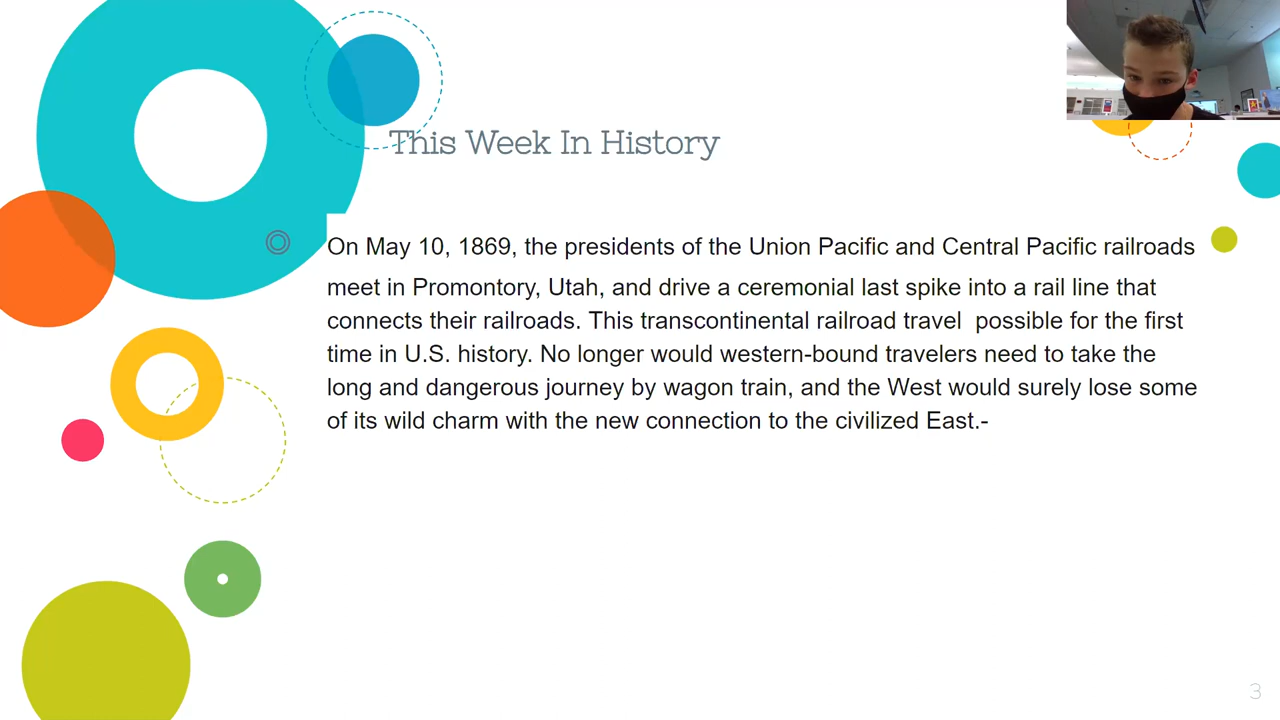 This Week In History
On May 10, 1869, the presidents of the Union Pacific and Central Pacific railroads
meet in Promontory, Utah, and drive a ceremonial last spike into a rail line that
connects their railroads. This transcontinental railroad travel  possible for the first
time in U.S. history. No longer would western-bound travelers need to take the
long and dangerous journey by wagon train, and the West would surely lose some
of its wild charm with the new connection to the civilized East.-
3